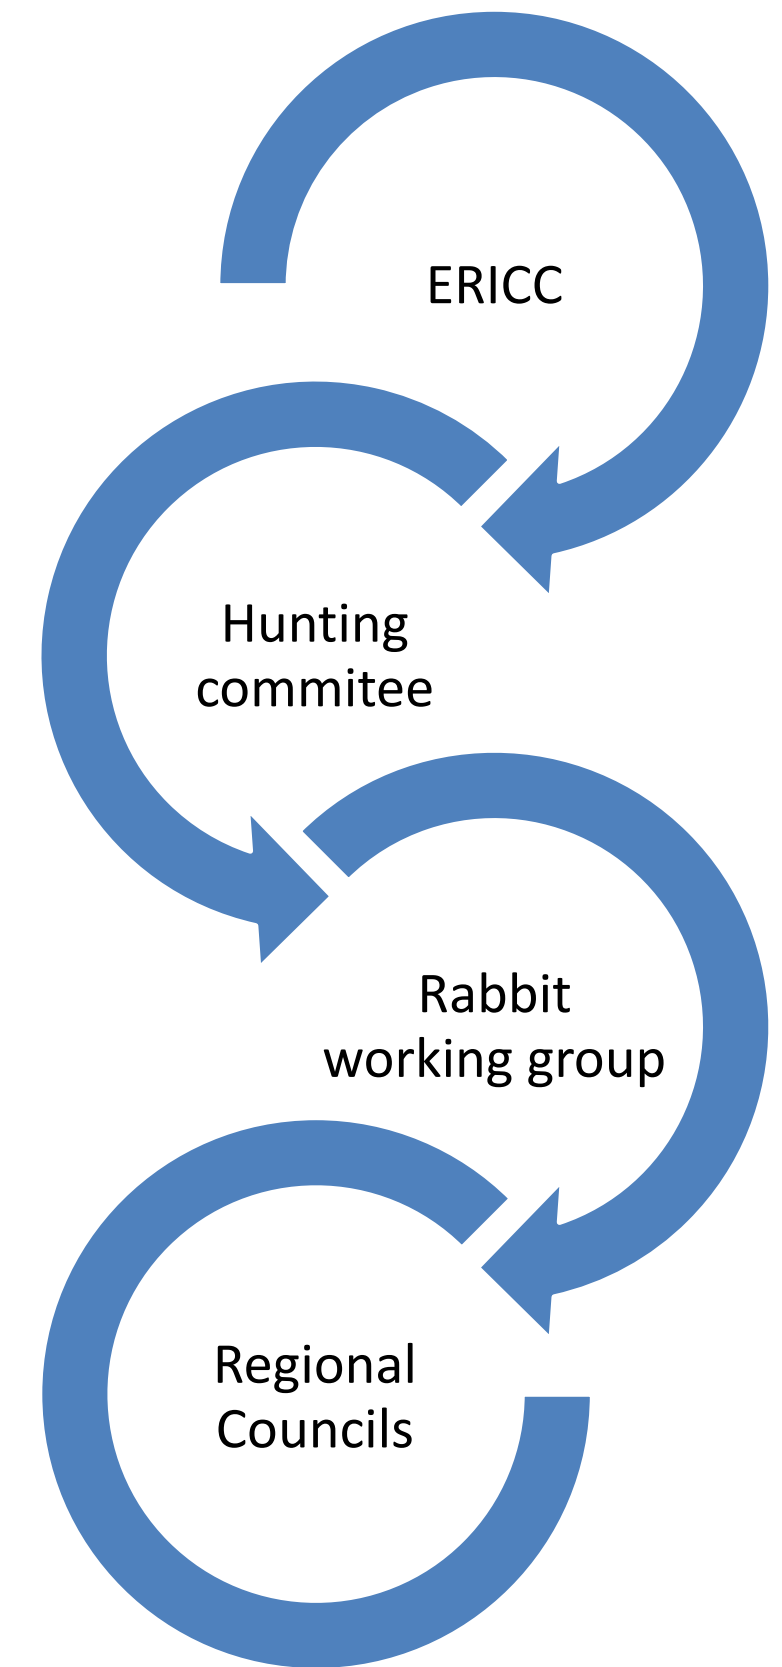 ERICC
Hunting
commitee
Rabbit
working group
Regional
Councils